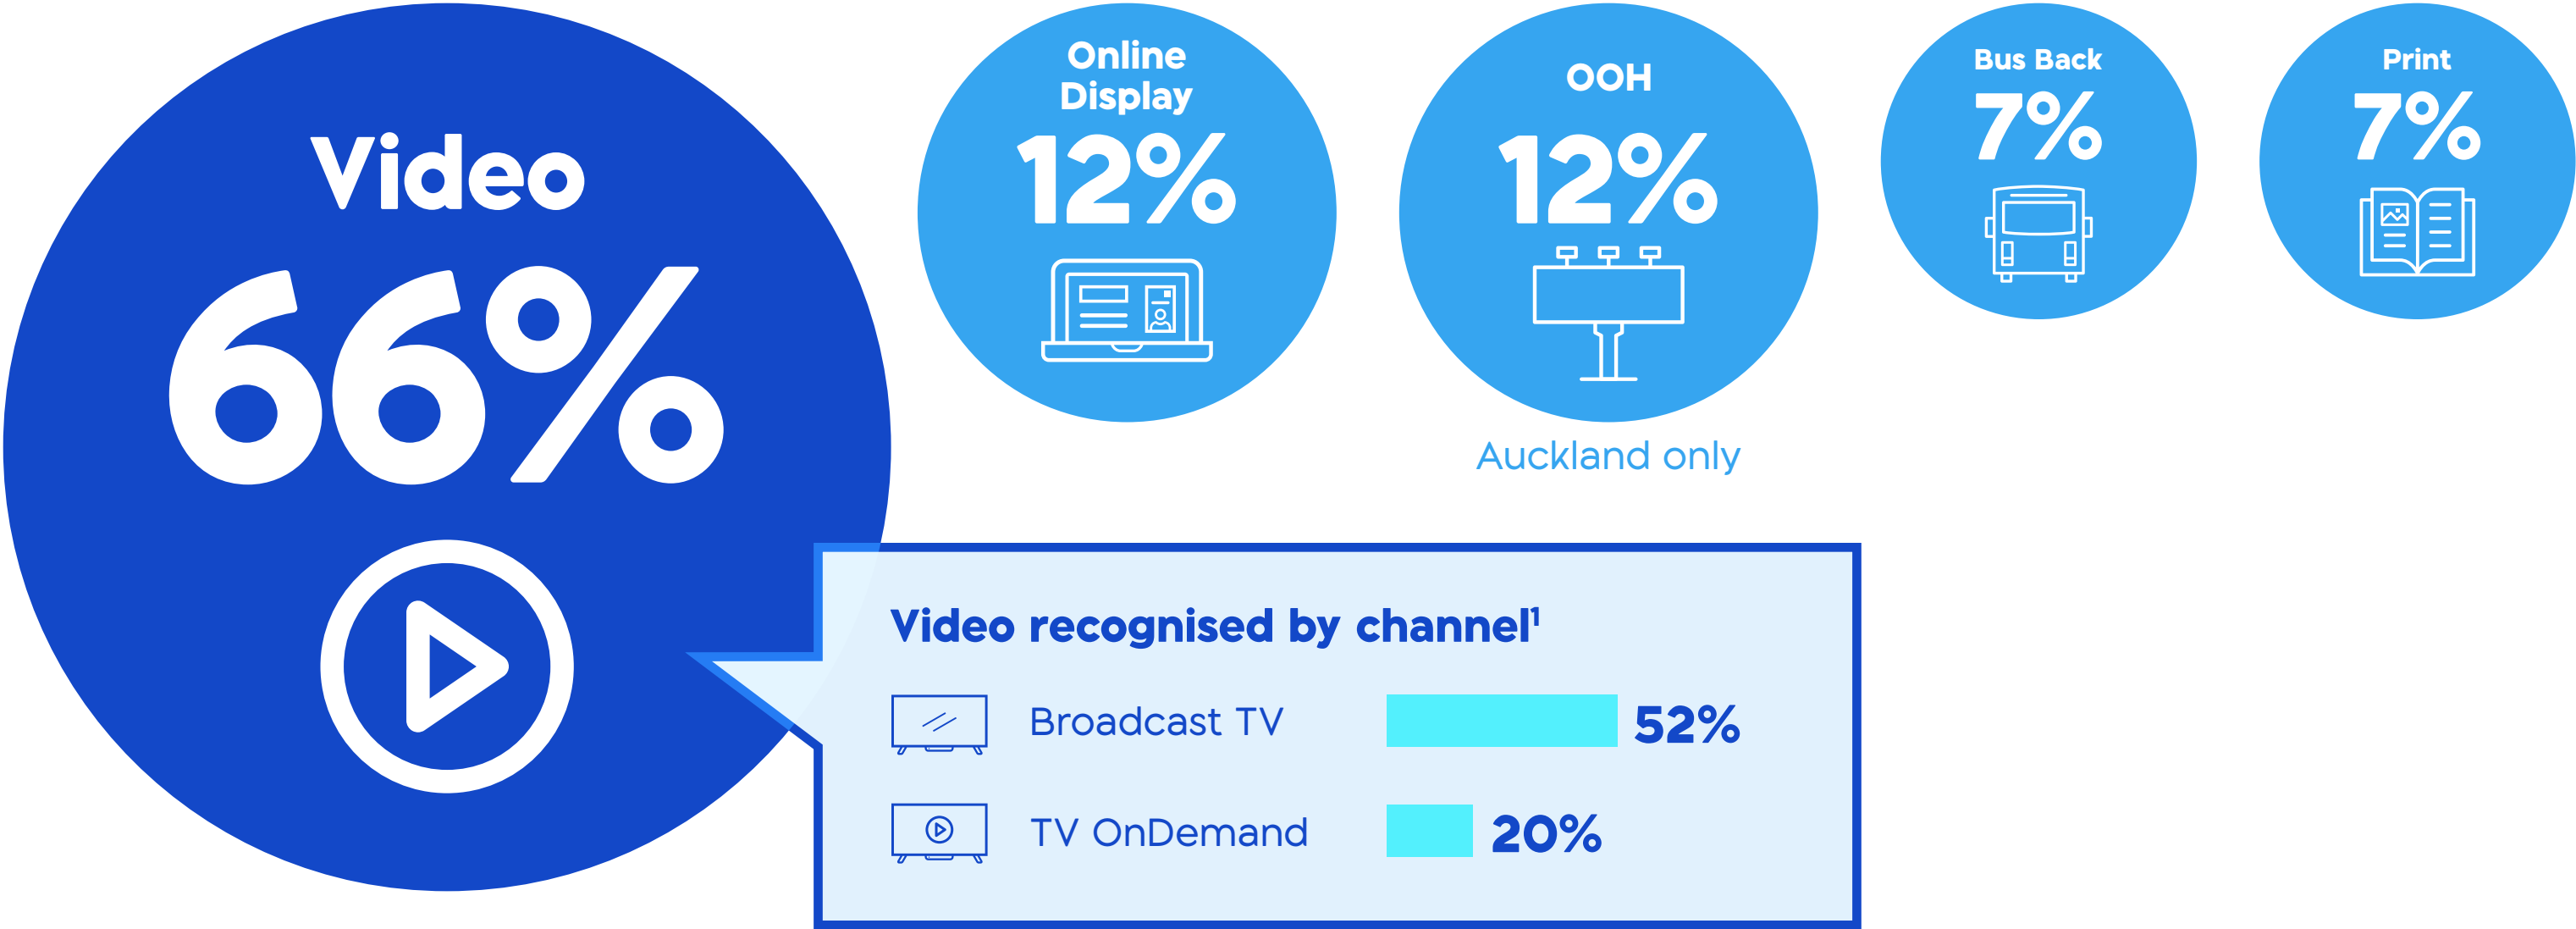 Video
66%
Online
Display
12%
OOH
12%
Auckland only
Bus Back
7%
Print
7%
Video recognised by channel¹
Broadcast TV 52%
TV OnDemand 20%